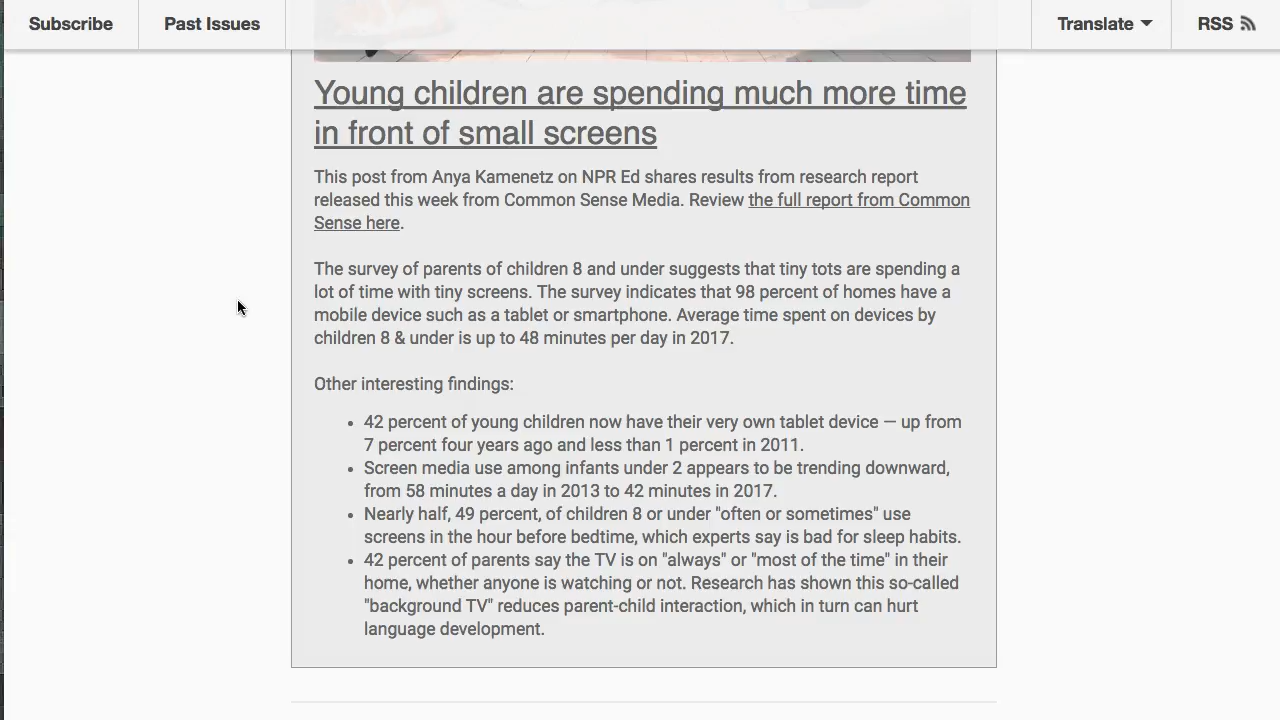 Subscribe
Past Issues
Translate
RSS
Young children are spending much more time
in front of small screens
This post from Anya Kamenetz on NPR Ed shares results from research report
released this week from Common Sense Media. Review the full report from Common
Sense here.
The survey of parents of children 8 and under suggests that tiny tots are spending a
lot of time with tiny screens. The survey indicates that 98 percent of homes have a
mobile device such as a tablet or smartphone. Average time spent on devices by
children 8 & under is up to 48 minutes per day in 2017.
Other interesting findings:
• 42 percent of young children now have their very own tablet device — up from
7 percent four years ago and less than 1 percent in 2011.
• Screen media use among infants under 2 appears to be trending downward,
from 58 minutes a day in 2013 to 42 minutes in 2017.
• Nearly half, 49 percent, of children 8 or under "often or sometimes" use
screens in the hour before bedtime, which experts say is bad for sleep habits.
• 42 percent of parents say the TV is on "always" or "most of the time" in their
home, whether anyone is watching or not. Research has shown this so-called
"background TV" reduces parent-child interaction, which in turn can hurt
language development.